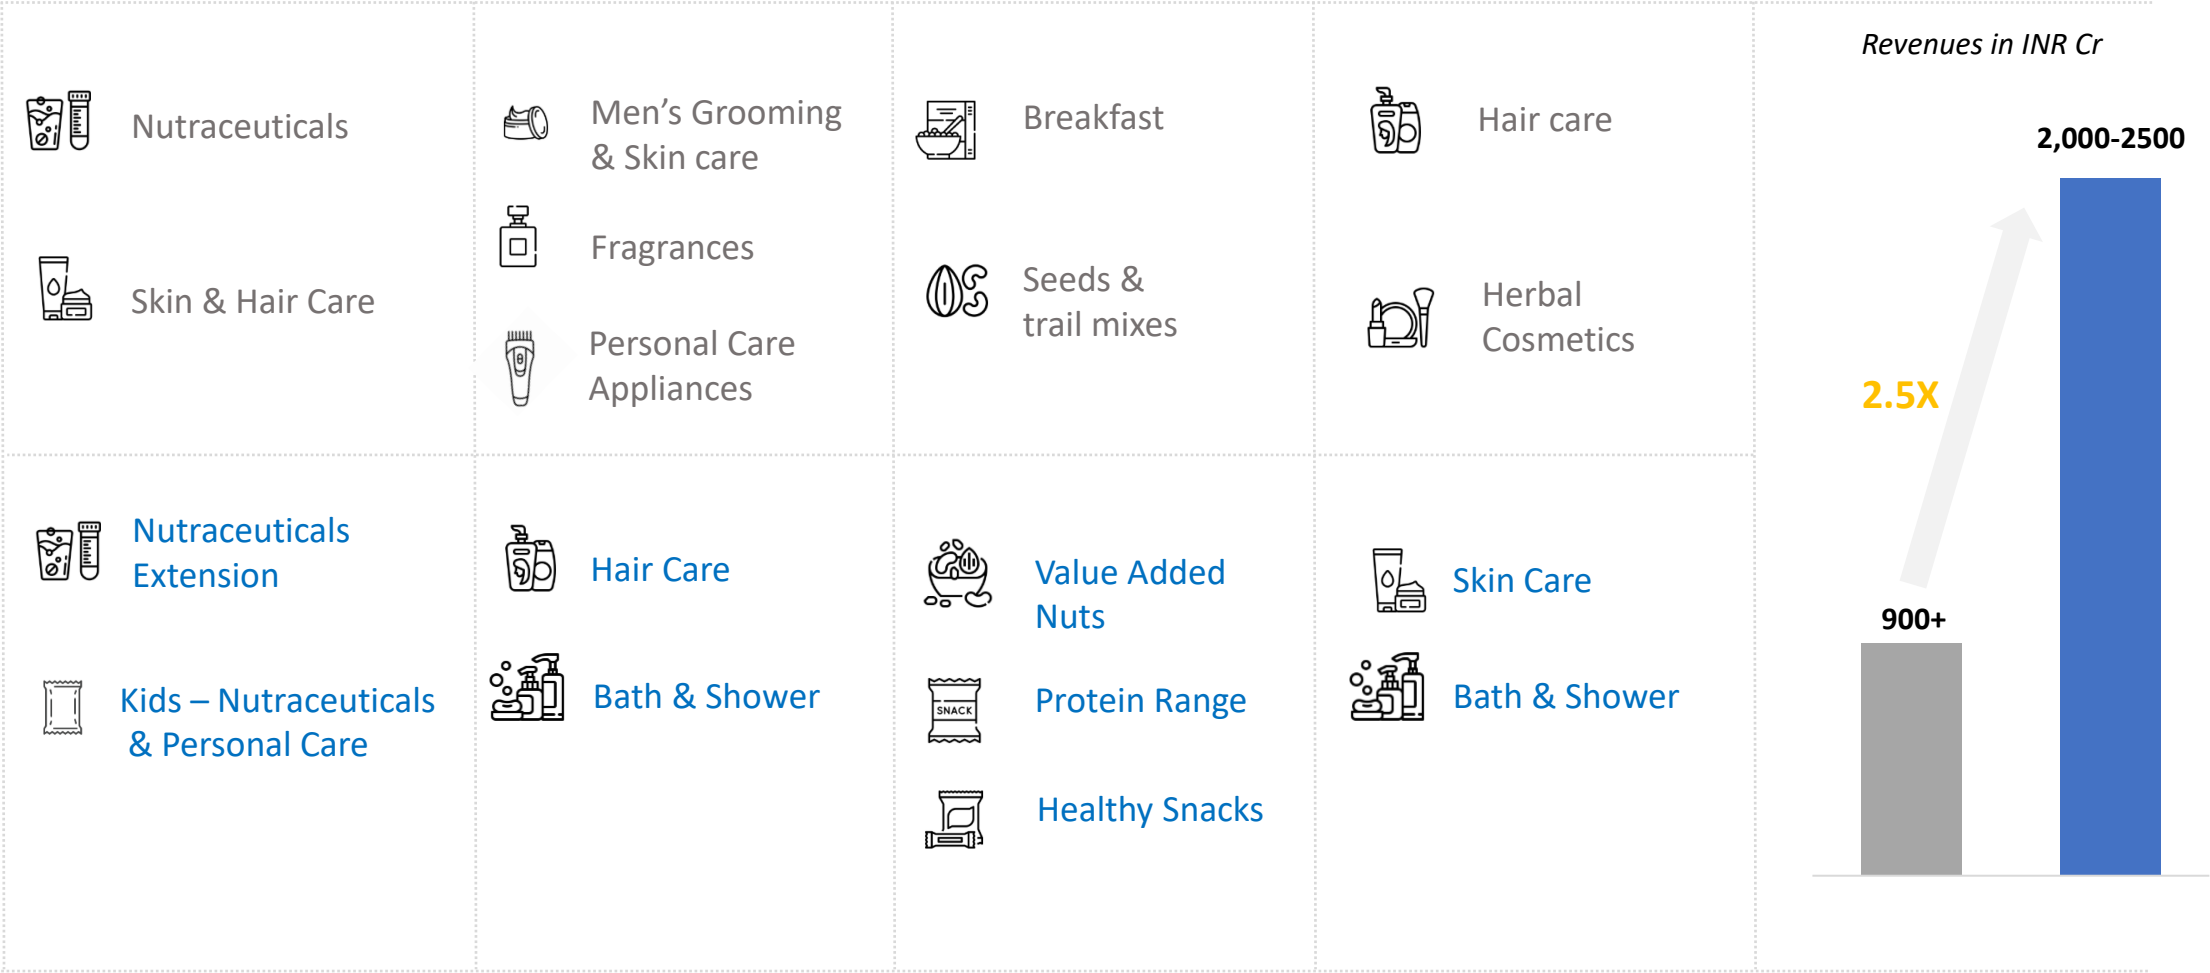 Revenues in INR Cr
Nutraceuticals
Skin & Hair Care
Men's Grooming
& Skin care
Fragrances
Personal Care
Appliances
Breakfast
Seeds &
trail mixes
Hair care
Herbal
Cosmetics
Nutraceuticals
Extension
Kids – Nutraceuticals
& Personal Care
Hair Care
Bath & Shower
Value Added
Nuts
SNACK
Protein Range
Healthy Snacks
Skin Care
Bath & Shower
2,000-2500
2.5X
900+